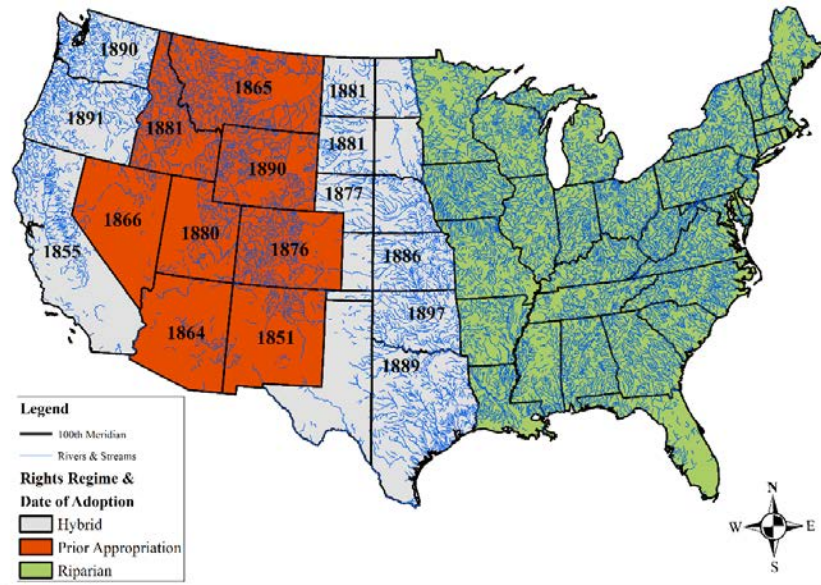 1890
1865
1881
1891
1881
1881
1890
1877
1866
1880
1855
1876
1886
1864
1851
1897
1889
Legend
100th Meridian
Rivers & Streams
Rights Regime &
Date of Adoption
Hybrid
Prior Appropriation
Riparian
N
W E
S